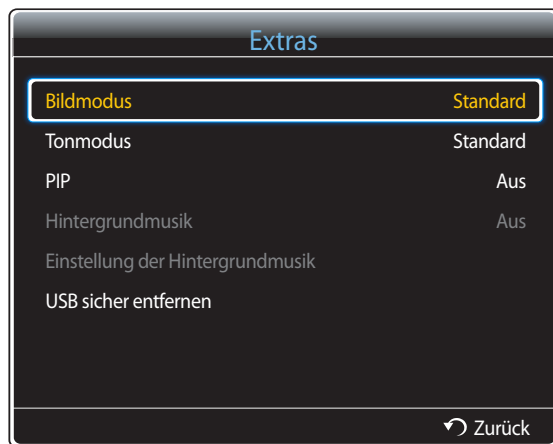 Extras
Bildmodus Standard
Tonmodus Standard
PIP Aus
Hintergrundmusik Aus
Einstellung der Hintergrundmusik
USB sicher entfernen
Zurück